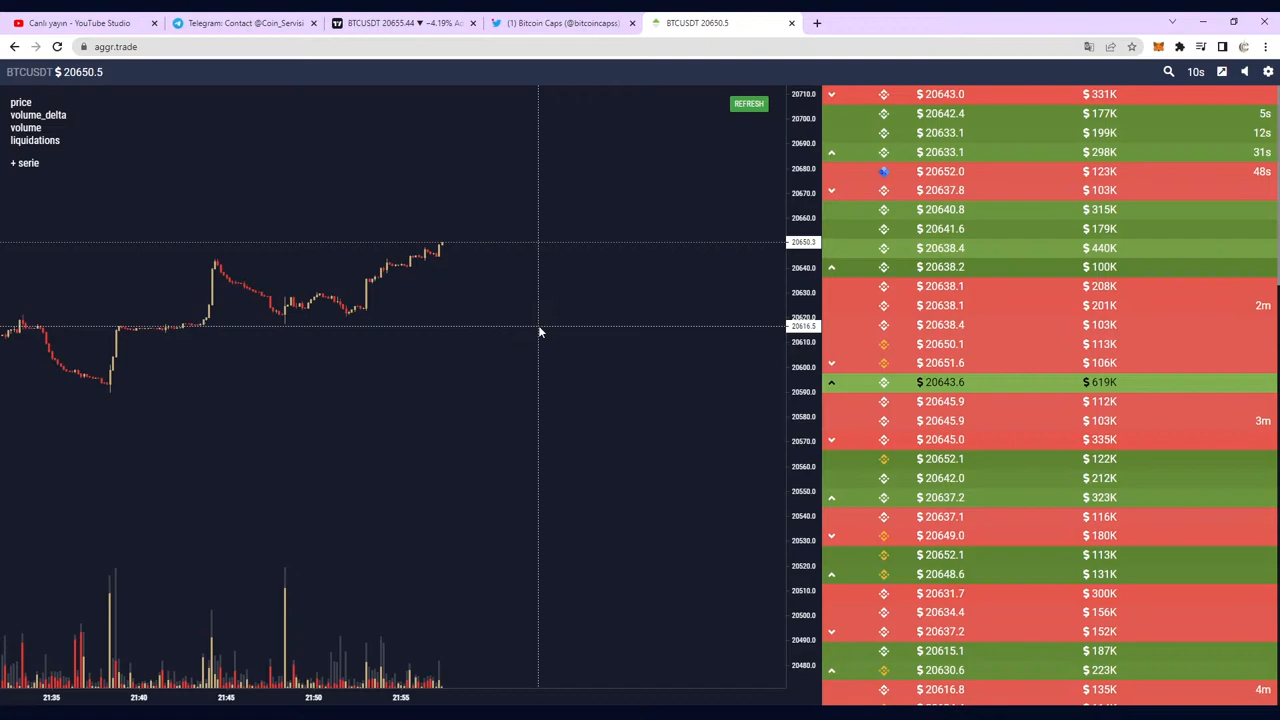 Canlı yayın - YouTube Studio
Telegram: Contact @Coin_Servisi
BTCUSDT 20655.44 ▼ −4.19%
(1) Bitcoin Caps (@bitcoincapss)
BTCUSDT 20650.5
aggr.trade
BTCUSDT $ 20650.5
10s
price
volume_delta
volume
liquidations
+ serie
REFRESH
20710.0
20700.0
20690.0
20680.0
20670.0
20660.0
20650.3
20640.0
20630.0
20620.0
20616.5
20610.0
20600.0
20590.0
20580.0
20570.0
20560.0
20550.0
20540.0
20530.0
20520.0
20510.0
20500.0
20490.0
20480.0
21:35 21:40 21:45 21:50 21:55
$ 20643.0 $ 331K
$ 20642.4 $ 177K 5s
$ 20633.1 $ 199K 12s
$ 20633.1 $ 298K 31s
$ 20652.0 $ 123K 48s
$ 20637.8 $ 103K
$ 20640.8 $ 315K
$ 20641.6 $ 179K
$ 20638.4 $ 440K
$ 20638.2 $ 100K
$ 20638.1 $ 208K
$ 20638.1 $ 201K 2m
$ 20638.4 $ 103K
$ 20650.1 $ 113K
$ 20651.6 $ 106K
$ 20643.6 $ 619K
$ 20645.9 $ 112K
$ 20645.9 $ 103K 3m
$ 20645.0 $ 335K
$ 20652.1 $ 122K
$ 20642.0 $ 212K
$ 20637.2 $ 323K
$ 20637.1 $ 116K
$ 20649.0 $ 180K
$ 20652.1 $ 113K
$ 20648.6 $ 131K
$ 20631.7 $ 300K
$ 20634.4 $ 156K
$ 20637.2 $ 152K
$ 20615.1 $ 187K
$ 20630.6 $ 223K
$ 20616.8 $ 135K 4m